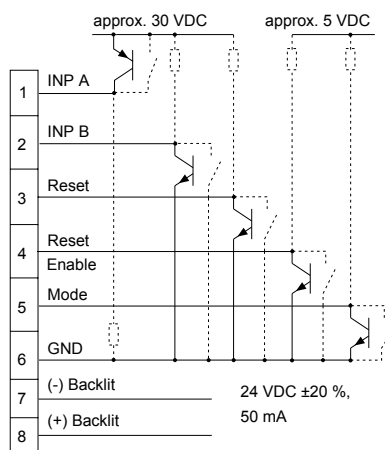 approx. 30 VDC approx. 5 VDC
1 INP A
2 INP B
3 Reset
4 Reset
Enable
5 Mode
6 GND
7 (-) Backlit
8 (+) Backlit
24 VDC ±20 %,
50 mA